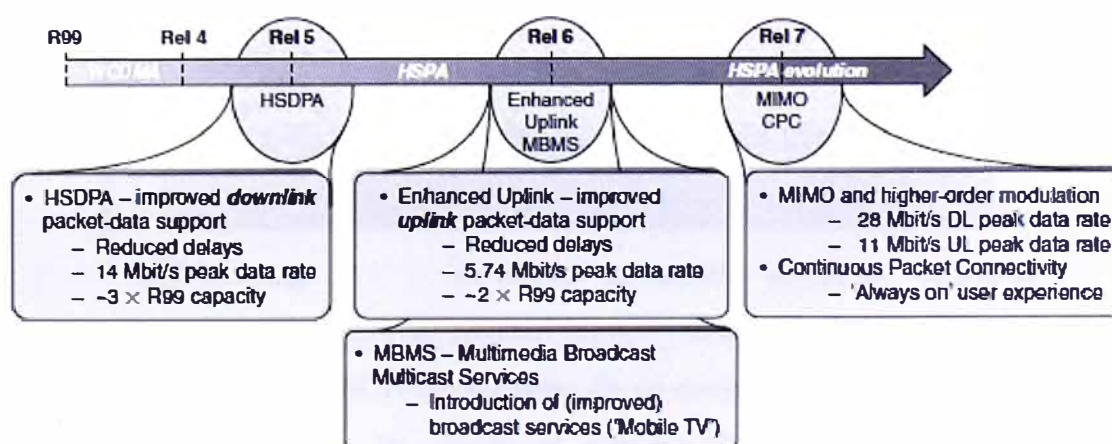 R99 Rel 4 Rel 5 Rel 6 Rel 7
WCDMA HSPA HSPA evolution
HSDPA
Enhanced
Uplink
MBMS
MIMO
CPC
• HSDPA – improved downlink
packet-data support
– Reduced delays
– 14 Mbit/s peak data rate
– ~3 × R99 capacity
• Enhanced Uplink – improved
uplink packet-data support
– Reduced delays
– 5.74 Mbit/s peak data rate
– ~2 × R99 capacity
• MIMO and higher-order modulation
– 28 Mbit/s DL peak data rate
– 11 Mbit/s UL peak data rate
• Continuous Packet Connectivity
– 'Always on' user experience
• MBMS – Multimedia Broadcast
Multicast Services
– Introduction of (improved)
broadcast services ("Mobile TV")